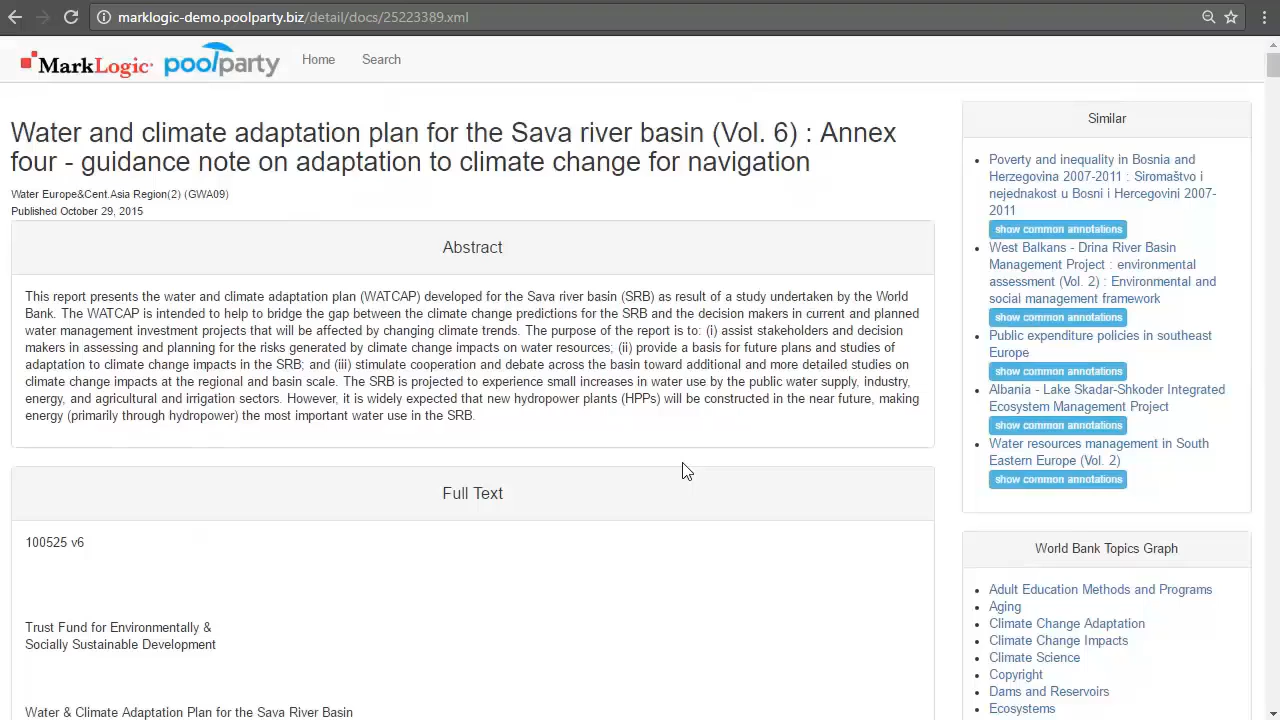 marklogic-demo.poolparty.biz/detail/docs/25223389.xml
MarkLogic poolparty Home Search
Water and climate adaptation plan for the Sava river basin (Vol. 6) : Annex
four - guidance note on adaptation to climate change for navigation
Water Europe&Cent.Asia Region(2) (GWA09)
Published October 29, 2015
Abstract
This report presents the water and climate adaptation plan (WATCAP) developed for the Sava river basin (SRB) as result of a study undertaken by the World
Bank. The WATCAP is intended to help to bridge the gap between the climate change predictions for the SRB and the decision makers in current and planned
water management investment projects that will be affected by changing climate trends. The purpose of the report is to: (i) assist stakeholders and decision
makers in assessing and planning for the risks generated by climate change impacts on water resources; (ii) provide a basis for future plans and studies of
adaptation to climate change impacts in the SRB; and (iii) stimulate cooperation and debate across the basin toward additional and more detailed studies on
climate change impacts at the regional and basin scale. The SRB is projected to experience small increases in water use by the public water supply, industry,
energy, and agricultural and irrigation sectors. However, it is widely expected that new hydropower plants (HPPs) will be constructed in the near future, making
energy (primarily through hydropower) the most important water use in the SRB.
Full Text
100525 v6
Trust Fund for Environmentally &
Socially Sustainable Development
Water & Climate Adaptation Plan for the Sava River Basin
Similar
Poverty and inequality in Bosnia and
Herzegovina 2007-2011 : Siromaštvo i
nejednakost u Bosni i Hercegovini 2007-
2011
show common annotations
West Balkans - Drina River Basin
Management Project : environmental
assessment (Vol. 2) : Environmental and
social management framework
show common annotations
Public expenditure policies in southeast
Europe
show common annotations
Albania - Lake Skadar-Shkoder Integrated
Ecosystem Management Project
show common annotations
Water resources management in South
Eastern Europe (Vol. 2)
show common annotations
World Bank Topics Graph
Adult Education Methods and Programs
Aging
Climate Change Adaptation
Climate Change Impacts
Climate Science
Copyright
Dams and Reservoirs
Ecosystems